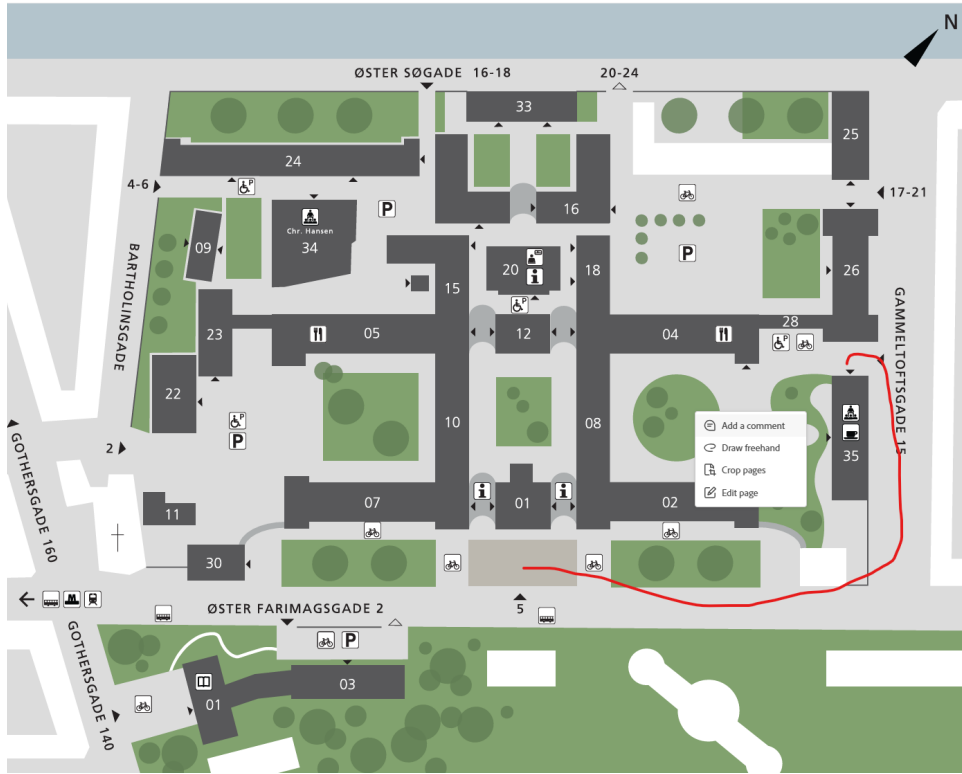 N
ØSTER SØGADE 16-18
20-24
33
25
24
4-6
17-21
16
Chr. Hansen
34
09
P
P
BARTHOLINSGADE
15
20
18
26
GAMMELTOFTSGADE 15
28
23
05
12
04
22
10
08
35
P
2
Add a comment
Draw freehand
Crop pages
Edit page
07
01
02
11
30
GOTHERSGADE 160
ØSTER FARIMAGSGADE 2
5
P
GOTHERSGADE 140
01
03